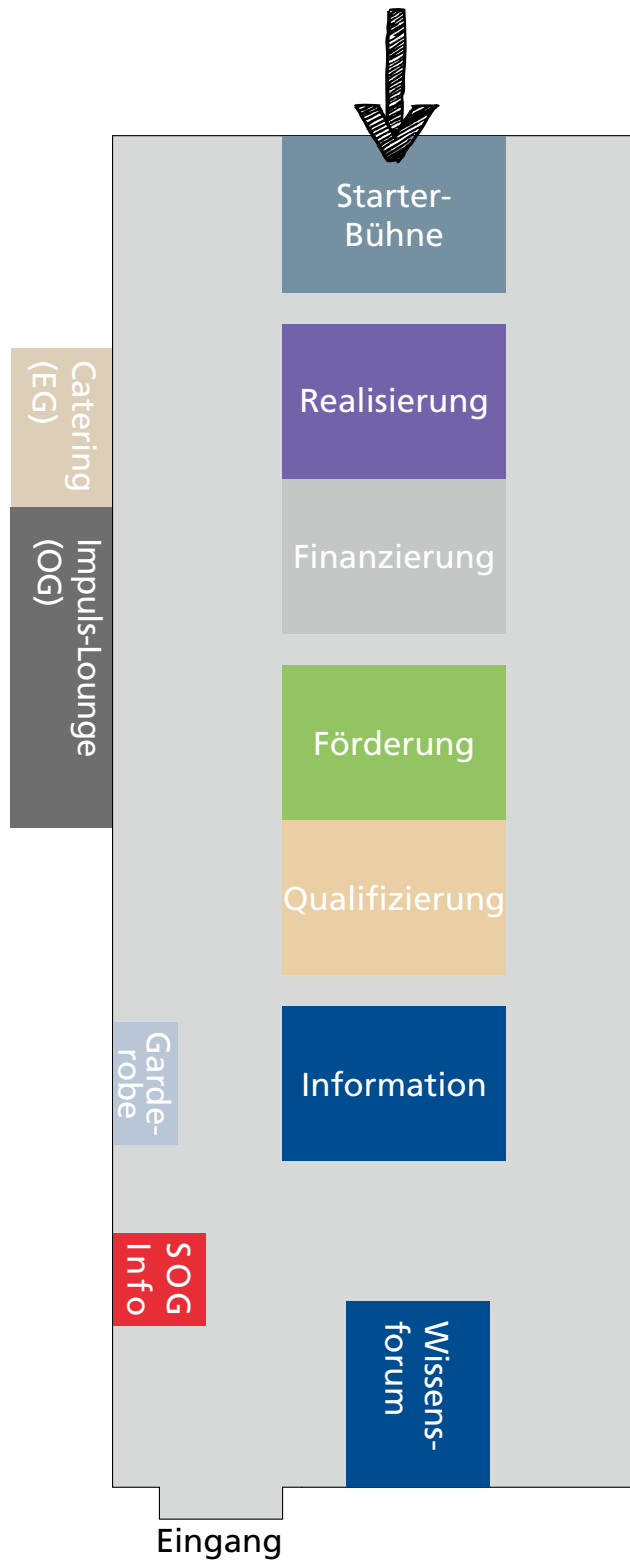 Starter-
Bühne
Realisierung
Catering
(EG)
Finanzierung
Impuls-Lounge
(OG)
Förderung
Qualifizierung
Garde-
robe
Information
SOG
Info
Wissens-
forum
Eingang